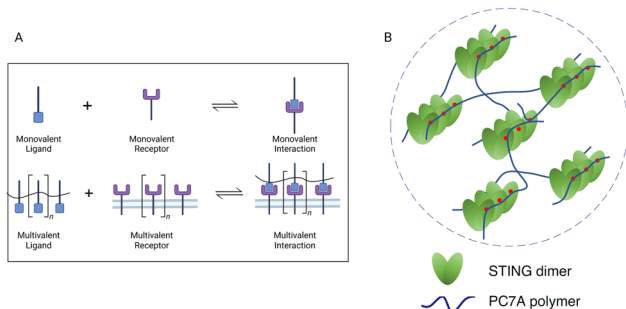 A
B
+
Monovalent
Ligand
Monovalent
Receptor
Monovalent
Interaction
n
+
n
n
Multivalent
Ligand
Multivalent
Receptor
Multivalent
Interaction
STING dimer
PC7A polymer